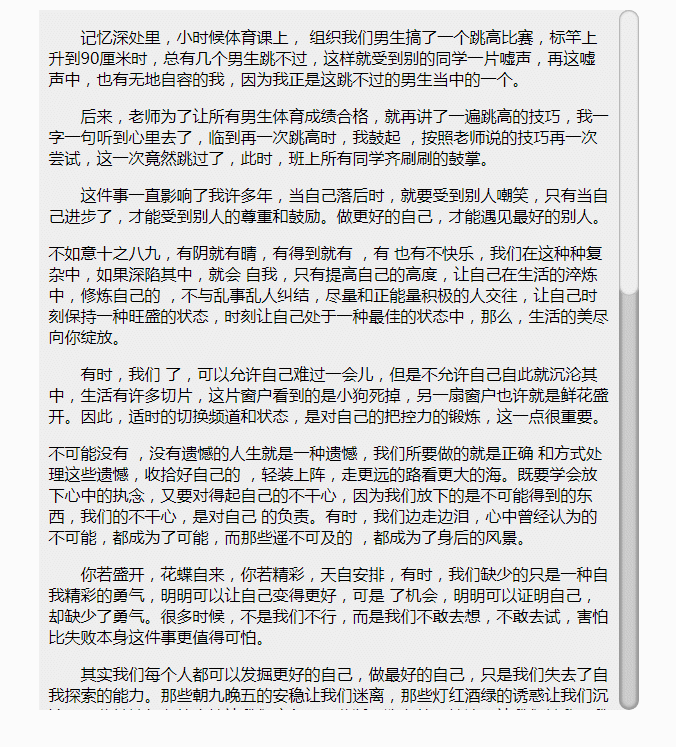 记忆深处里，小时候体育课上， 组织我们男生搞了一个跳高比赛，标竿上
升到90厘米时，总有几个男生跳不过，这样就受到别的同学一片嘘声，再这嘘
声中，也有无地自容的我，因为我正是这跳不过的男生当中的一个。
后来，老师为了让所有男生体育成绩合格，就再讲了一遍跳高的技巧，我一
字一句听到心里去了，临到再一次跳高时，我鼓起 ，按照老师说的技巧再一次
尝试，这一次竟然跳过了，此时，班上所有同学齐刷刷的鼓掌。
这件事一直影响了我许多年，当自己落后时，就要受到别人嘲笑，只有当自
己进步了，才能受到别人的尊重和鼓励。做更好的自己，才能遇见最好的别人。
不如意十之八九，有阴就有晴，有得到就有 ，有 也有不快乐，我们在这种种复
杂中，如果深陷其中，就会 自我，只有提高自己的高度，让自己在生活的淬炼
中，修炼自己的 ，不与乱事乱人纠结，尽量和正能量积极的人交往，让自己时
刻保持一种旺盛的状态，时刻让自己处于一种最佳的状态中，那么，生活的美尽
向你绽放。
有时，我们 了，可以允许自己难过一会儿，但是不允许自己自此就沉沦其
中，生活有许多切片，这片窗户看到的是小狗死掉，另一扇窗户也许就是鲜花盛
开。因此，适时的切换频道和状态，是对自己的把控力的锻炼，这一点很重要。
不可能没有 ，没有遗憾的人生就是一种遗憾，我们所要做的就是正确 和方式处
理这些遗憾，收拾好自己的 ，轻装上阵，走更远的路看更大的海。既要学会放
下心中的执念，又要对得起自己的不干心，因为我们放下的是不可能得到的东
西，我们的不干心，是对自己 的负责。有时，我们边走边泪，心中曾经认为的
不可能，都成为了可能，而那些遥不可及的 ，都成为了身后的风景。
你若盛开，花蝶自来，你若精彩，天自安排，有时，我们缺少的只是一种自
我精彩的勇气，明明可以让自己变得更好，可是 了机会，明明可以证明自己，
却缺少了勇气。很多时候，不是我们不行，而是我们不敢去想，不敢去试，害怕
比失败本身这件事更值得可怕。
其实我们每个人都可以发掘更好的自己，做最好的自己，只是我们失去了自
我探索的能力。那些朝九晚五的安稳让我们迷离，那些灯红酒绿的诱惑让我们沉